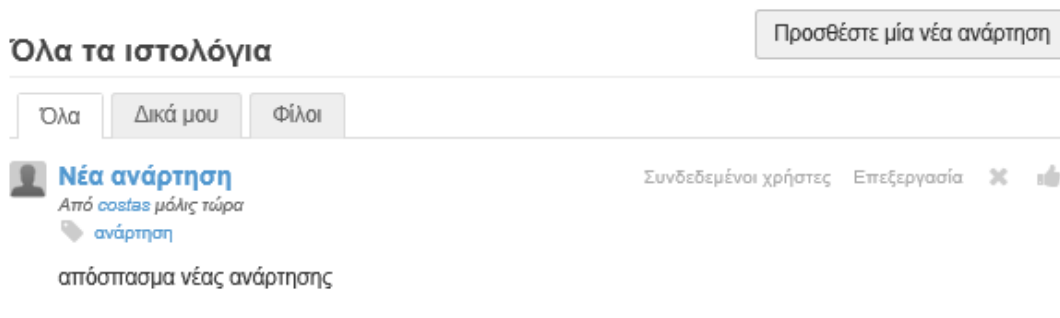 Προσθέστε μία νέα ανάρτηση
Όλα τα ιστολόγια
Όλα Δικά μου Φίλοι
Νέα ανάρτηση Συνδεδεμένοι χρήστες Επεξεργασία
Από costas μόλις τώρα
ανάρτηση
απόσπασμα νέας ανάρτησης